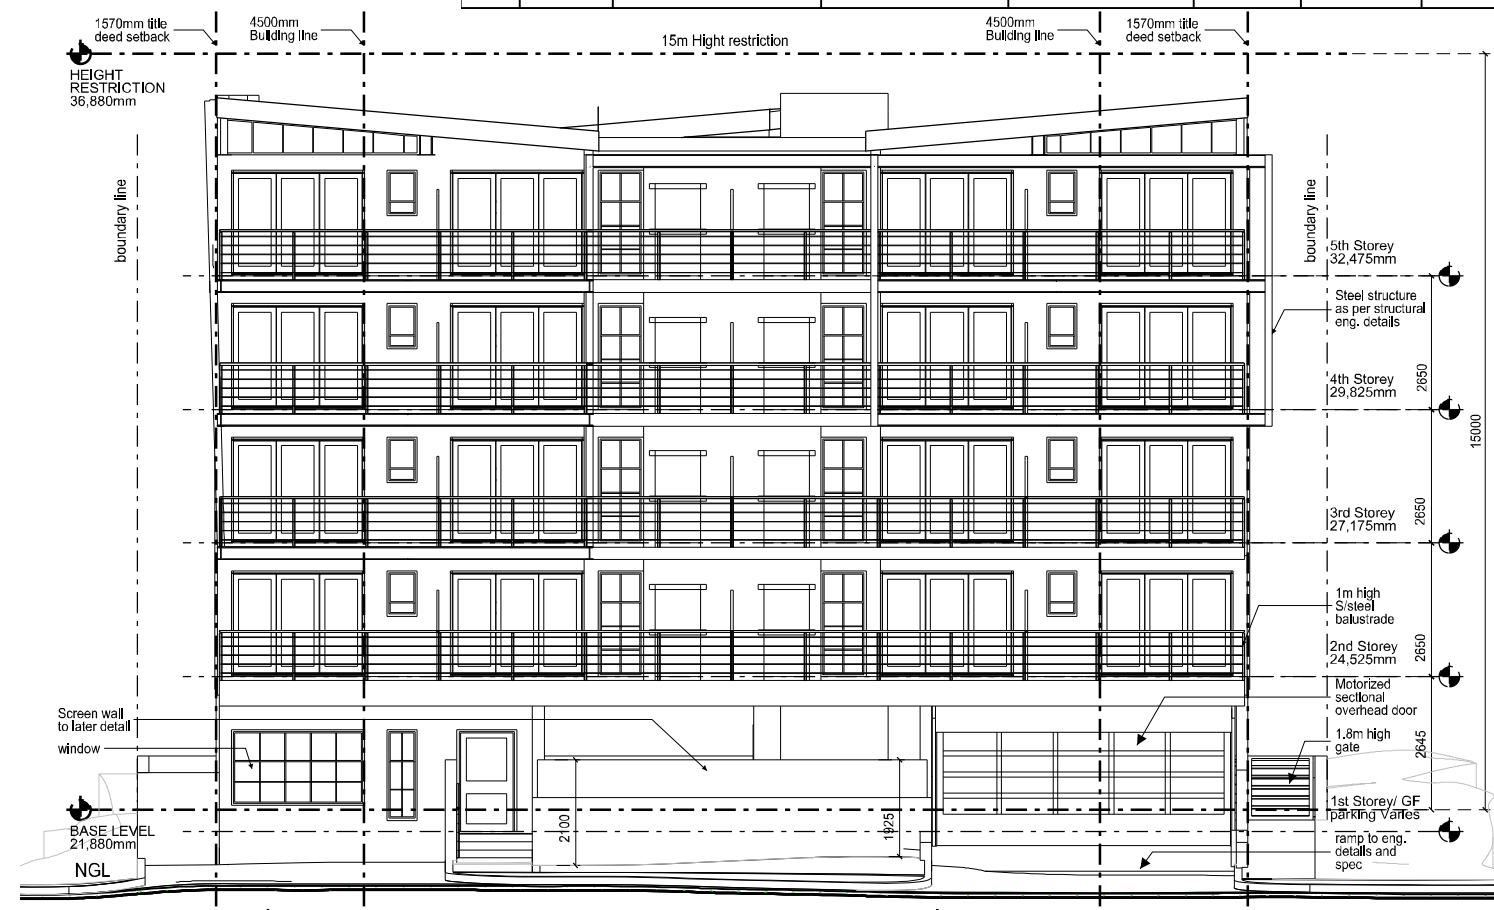 1570mm title
deed setback
4500mm
Building line
15m Hight restriction
4500mm
Building line
1570mm title
deed setback
HEIGHT
RESTRICTION
36,880mm
boundary line
boundary line
5th Storey
32,475mm
Steel structure
as per structural
eng. details
4th Storey
29,825mm
2650
15000
3rd Storey
27,175mm
2650
1m high
S/steel
balustrade
2nd Storey
24,525mm
2650
Motorized
sectional
overhead door
Screen wall
to later detail
window
1.8m high
gate
2645
1st Storey/ GF
parking Varies
BASE LEVEL
21,880mm
2100
1925
ramp to eng.
details and
spec
NGL